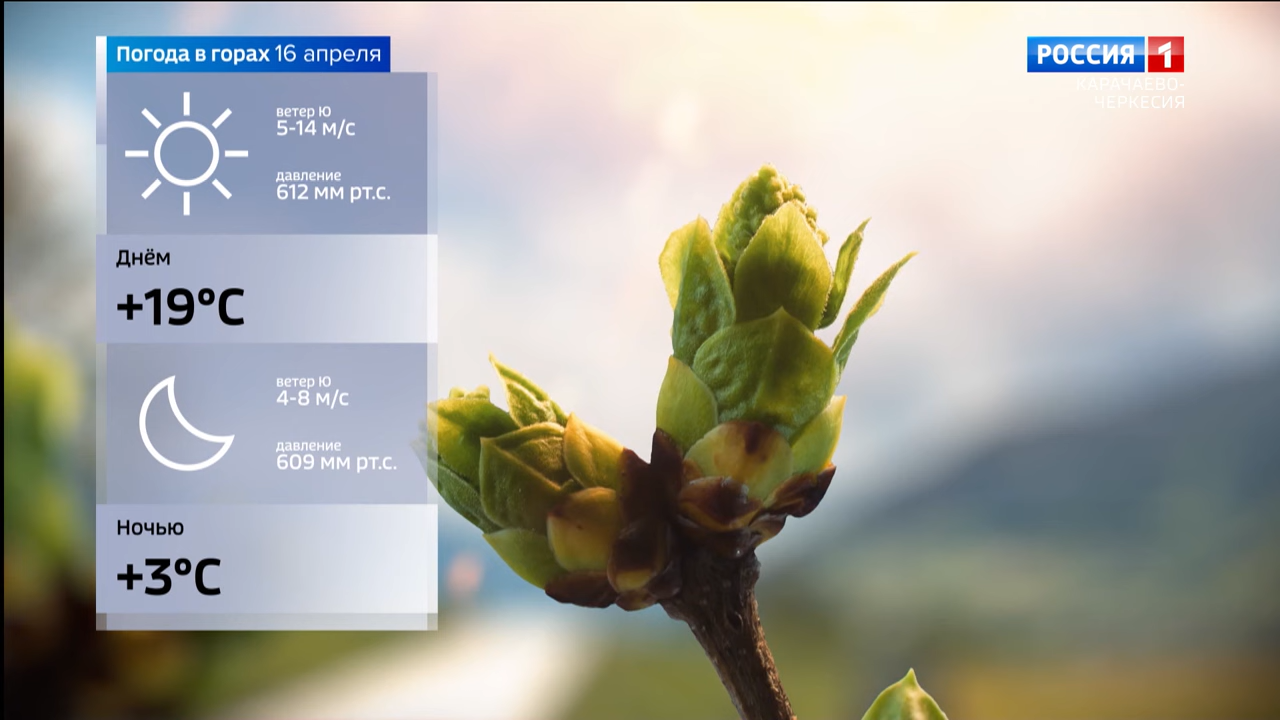 Погода в горах 16 апреля
РОССИЯ 1
КАРАЧАЕВО-
ЧЕРКЕСИЯ
ветер Ю
5-14 м/с
давление
612 мм рт.с.
Днём
+19°C
ветер Ю
4-8 м/с
давление
609 мм рт.с.
Ночью
+3°C